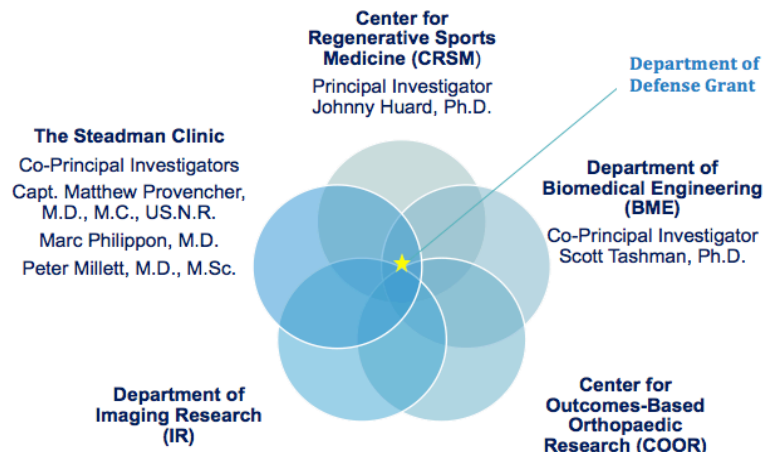 Center for
Regenerative Sports
Medicine (CRSM)
Principal Investigator
Johnny Huard, Ph.D.
Department of
Defense Grant
The Steadman Clinic
Co-Principal Investigators
Capt. Matthew Provencher,
M.D., M.C., US.N.R.
Marc Philippon, M.D.
Peter Millett, M.D., M.Sc.
Department of
Biomedical Engineering
(BME)
Co-Principal Investigator
Scott Tashman, Ph.D.
Department of
Imaging Research
(IR)
Center for
Outcomes-Based
Orthopaedic
Research (COOR)